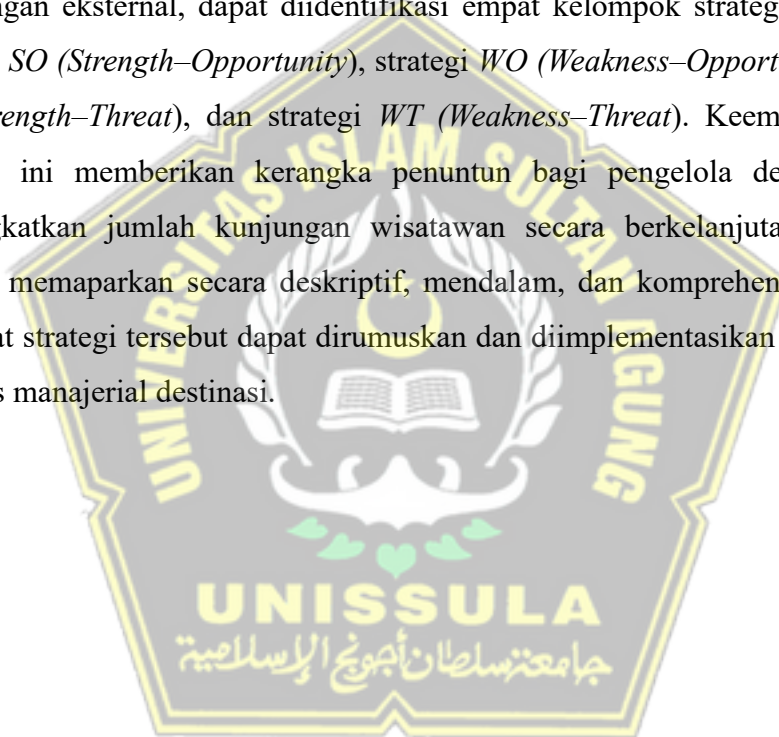 ngan eksternal, dapat diidentifikasi empat kelompok strateg
SO (Strength–Opportunity), strategi WO (Weakness–Opport
rength–Threat), dan strategi WT (Weakness–Threat). Keem
ini memberikan kerangka penuntun bagi pengelola de
gkatkan jumlah kunjungan wisatawan secara berkelanjuta
memaparkan secara deskriptif, mendalam, dan komprehen
at strategi tersebut dapat dirumuskan dan diimplementasikan
s manajerial destinasi.
UNIVERSITAS ISLAM SULTAN AGUNG
UNISSULA
جامعة سلطان أجونج الإسلامية